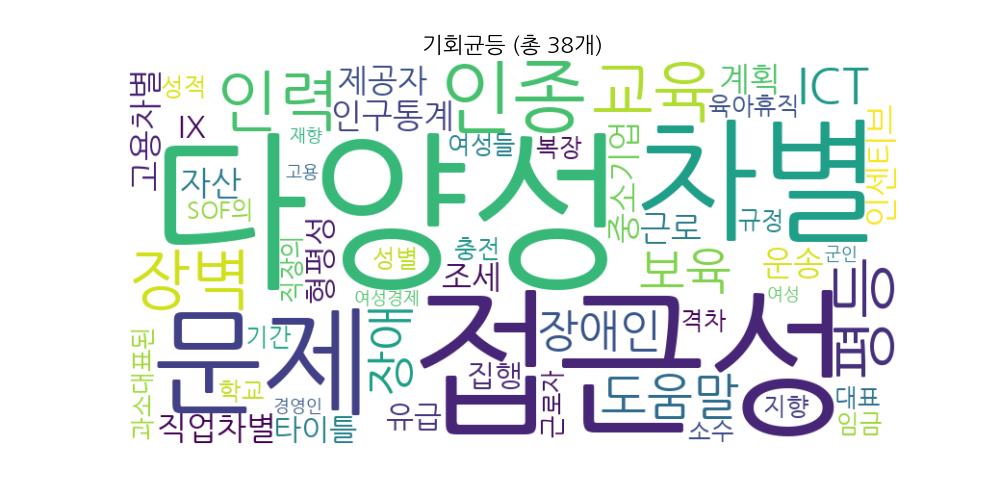 기회균등 (총 38개)
고용차별
성적
인력
제공자
인구통계
인종
교육
계획
육아휴직
ICT
인센티브
IX
재향
고용
여성들
복장
중소기업
차별
다양성
자산
SOF의
근로
규정
군인
장벽
직장의
형평성
성별
충전
조세
보육
운송
여성
평등
여성경제
문제
접근성
장애
장애인
격차
기간
집행
도움말
지향
대표
임금
과소대표된
학교
경영인
직업차별
타이틀
유급
근로자
소수